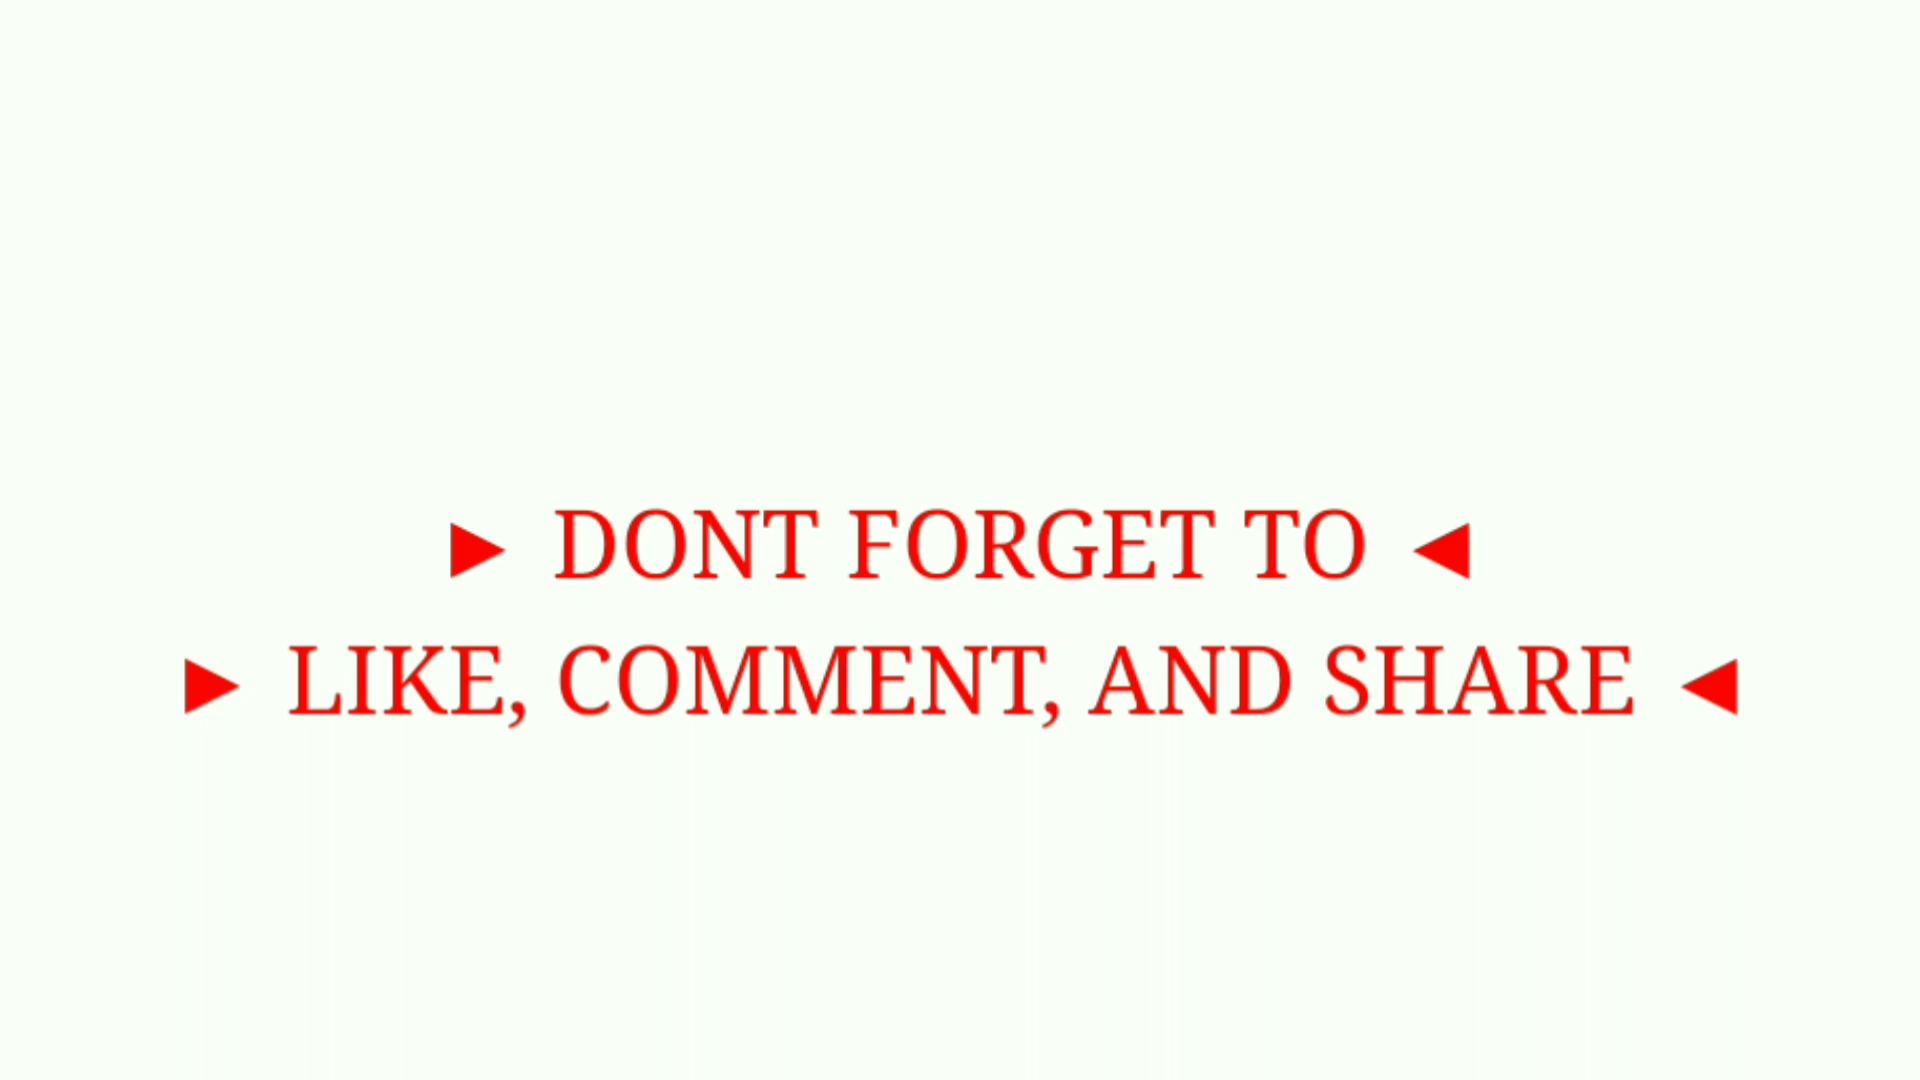 ► DONT FORGET TO ◄
► LIKE, COMMENT, AND SHARE ◄